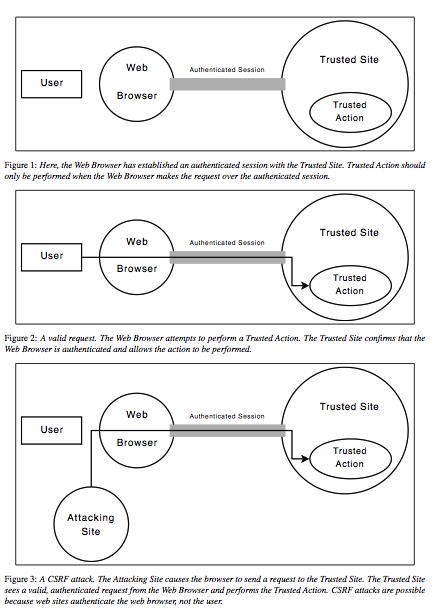 Authenticated Session
Trusted Site
Web
User
Browser
Trusted
Action
Figure 1: Here, the Web Browser has established an authenticated session with the Trusted Site. Trusted Action should
only be performed when the Web Browser makes the request over the authenicated session.
Authenticated Session
Trusted Site
Web
User
Browser
Trusted
Action
Figure 2: A valid request. The Web Browser attempts to perform a Trusted Action. The Trusted Site confirms that the
Web Browser is authenticated and allows the action to be performed.
Authenticated Session
Trusted Site
Web
User
Browser
Trusted
Action
Attacking
Site
Figure 3: A CSRF attack. The Attacking Site causes the browser to send a request to the Trusted Site. The Trusted Site
sees a valid, authenticated request from the Web Browser and performs the Trusted Action. CSRF attacks are possible
because web sites authenticate the web browser, not the user.